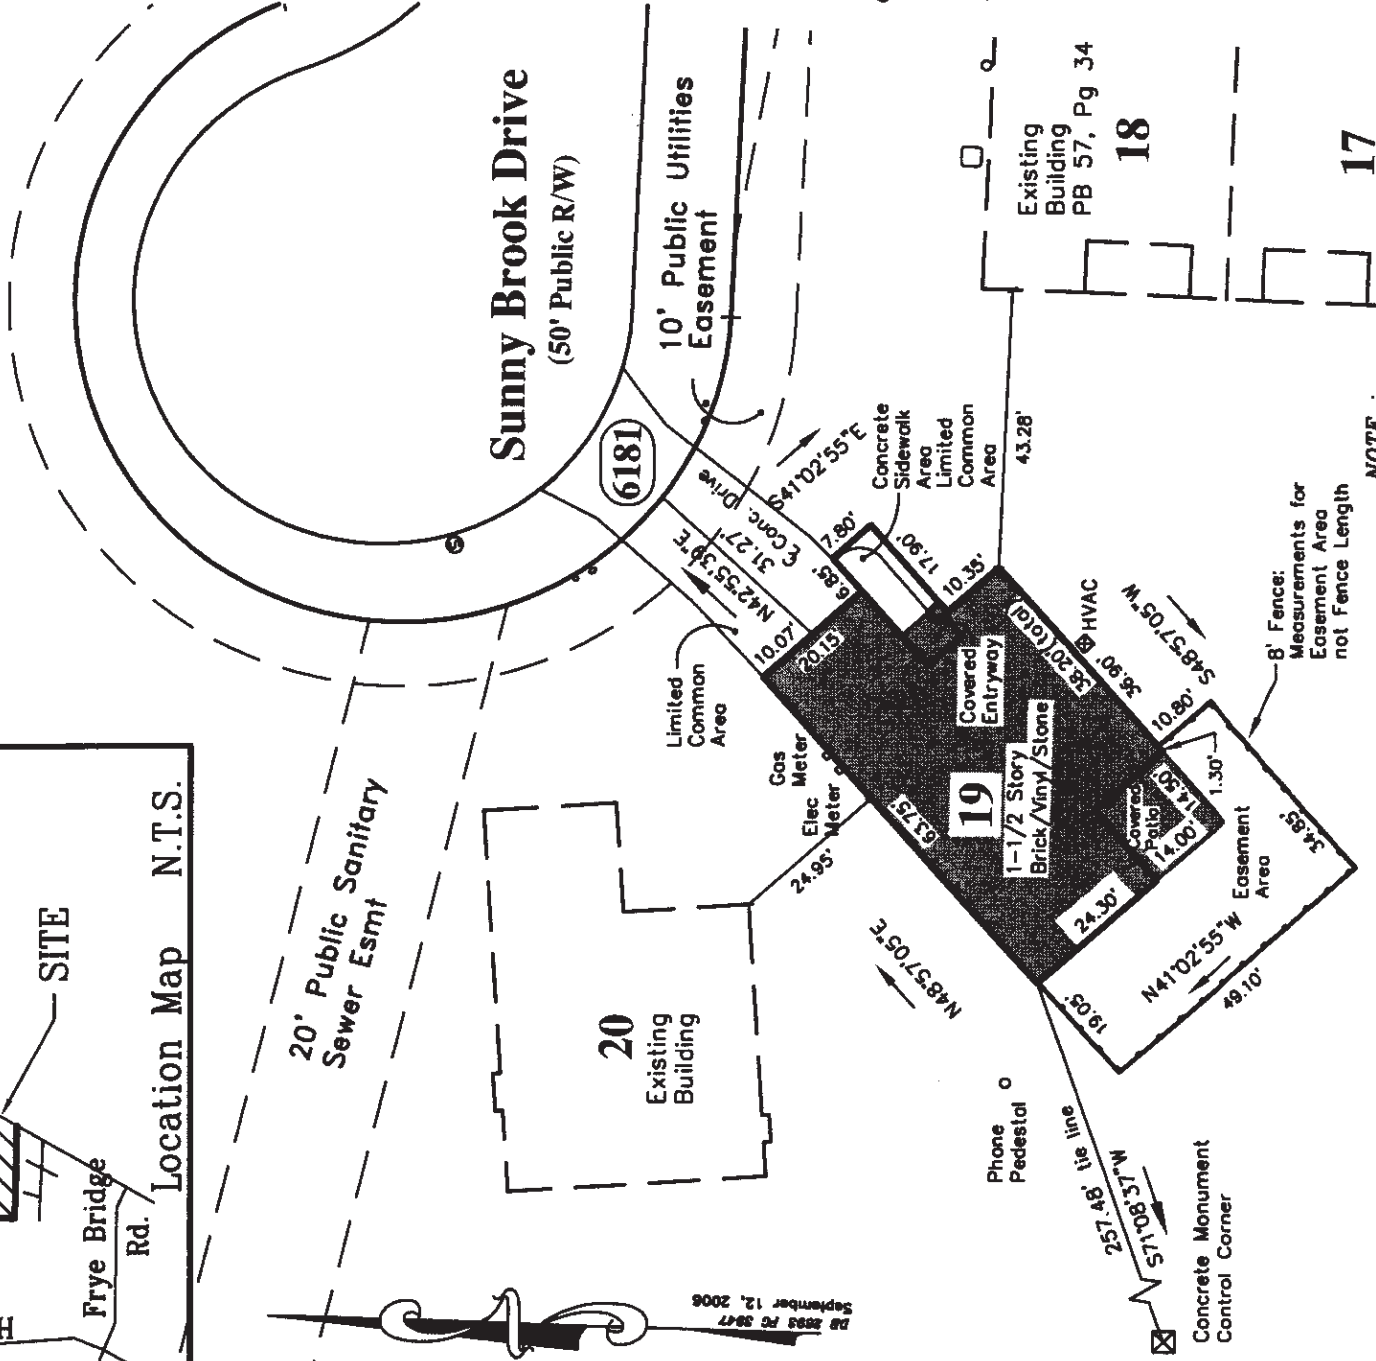 SITE
Frye Bridge
Rd.
Location Map N.T.S.
H
20' Public Sanitary
Sewer Esmt
Sunny Brook Drive
(50' Public R/W)
10' Public Utilities
Easement
6181
S
Existing
Building
PB 57, Pg 34
18
17
43.28'
NOTE
Concrete
Sidewalk
Area
Limited
Common
Area
S41°02'55"E
℄ Conc. Drive
31.27'
N42°55'39"E
7.80'
6.85'
17.90'
10.35'
10.07'
20.15'
Limited
Common
Area
Gas
Meter
Elec
Meter
24.95'
63.75'
Covered
Entryway
38.20'(total)
36.90'
HVAC
S48°57'05"W
19
1-1/2 Story
Brick/Vinyl/Stone
Covered
Patio
14.50'
14.00'
1.30'
10.80'
24.30'
8' Fence:
Measurements for
Easement Area
not Fence Length
Easement
Area
34.85'
N41°02'55"W
49.10'
19.05'
N48°57'05"E
20
Existing
Building
Phone
Pedestal
257.48' tie line
S71°08'37"W
Concrete Monument
Control Corner
DB 2693 PG 3947
September 12, 2006